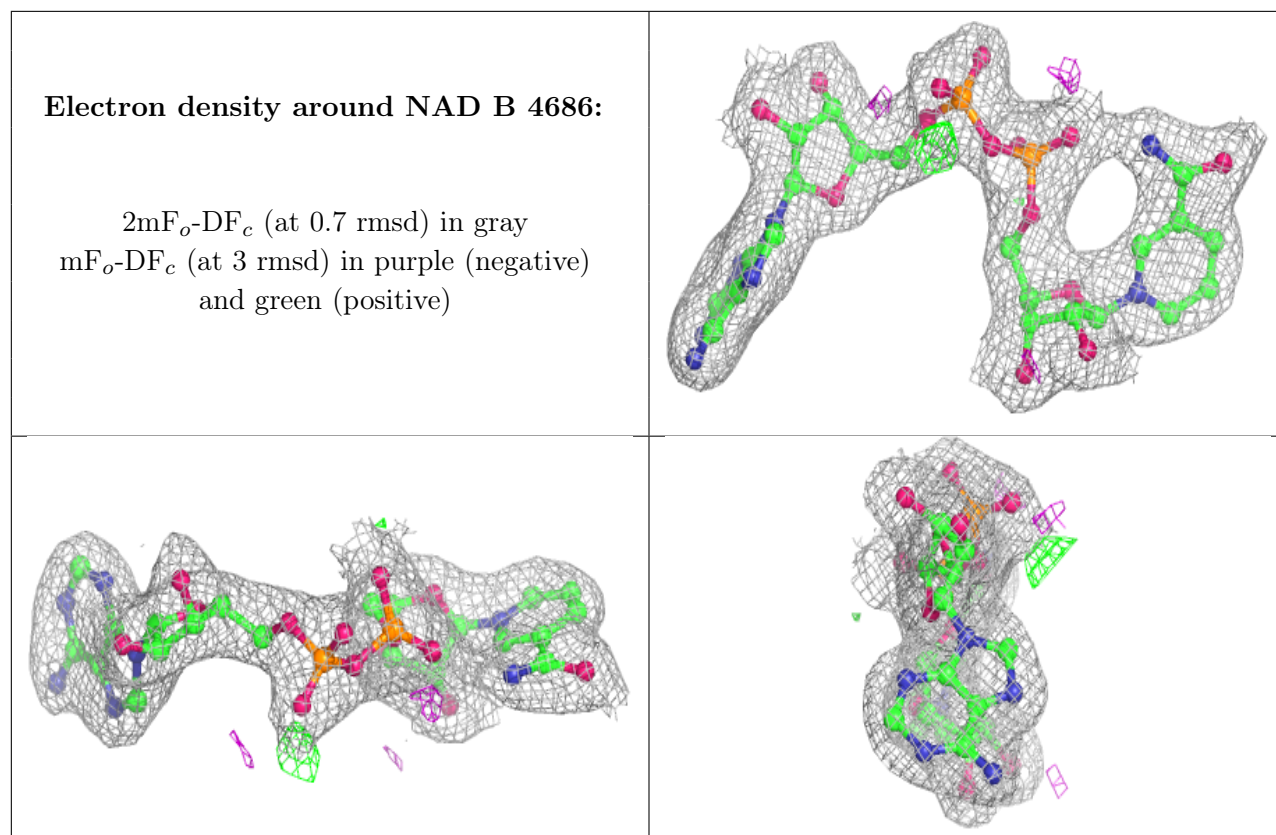 Electron density around NAD B 4686:
2mFo-DFc (at 0.7 rmsd) in gray
mFo-DFc (at 3 rmsd) in purple (negative)
and green (positive)